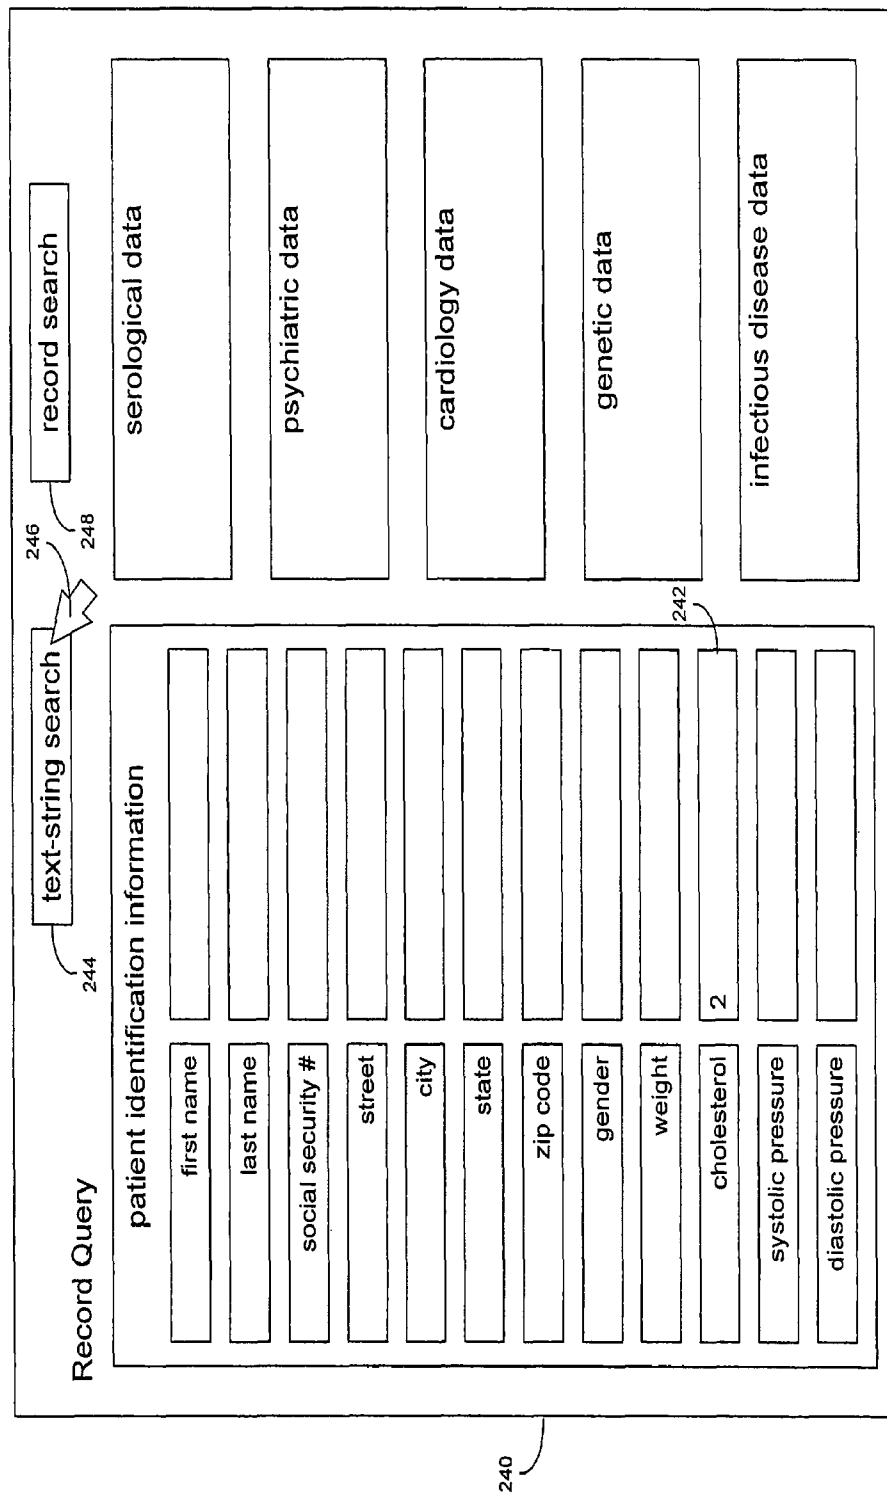 Record Query
244
text-string search
246
248
record search
patient identification information
first name
last name
social security #
street
city
state
zip code
gender
weight
cholesterol
2
242
systolic pressure
diastolic pressure
serological data
psychiatric data
cardiology data
genetic data
infectious disease data
240